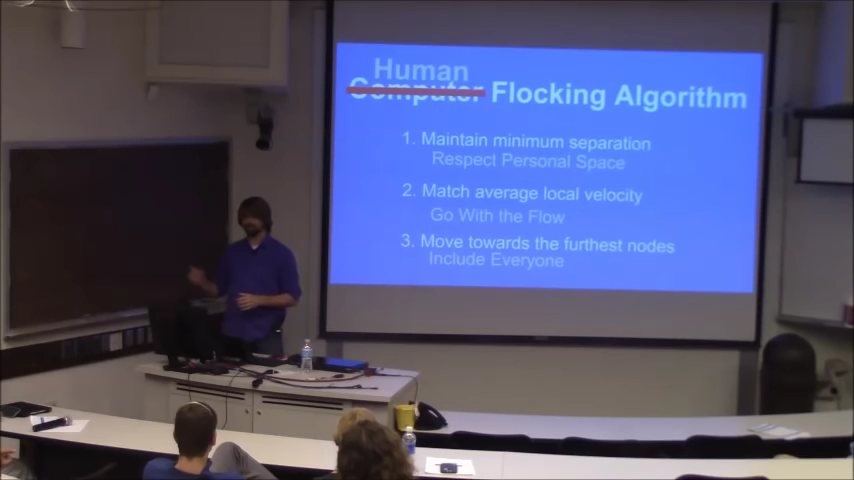 Human
Computer Flocking Algorithm
1. Maintain minimum separation
Respect Personal Space
2. Match average local velocity
Go With the Flow
3. Move towards the furthest nodes
Include Everyone